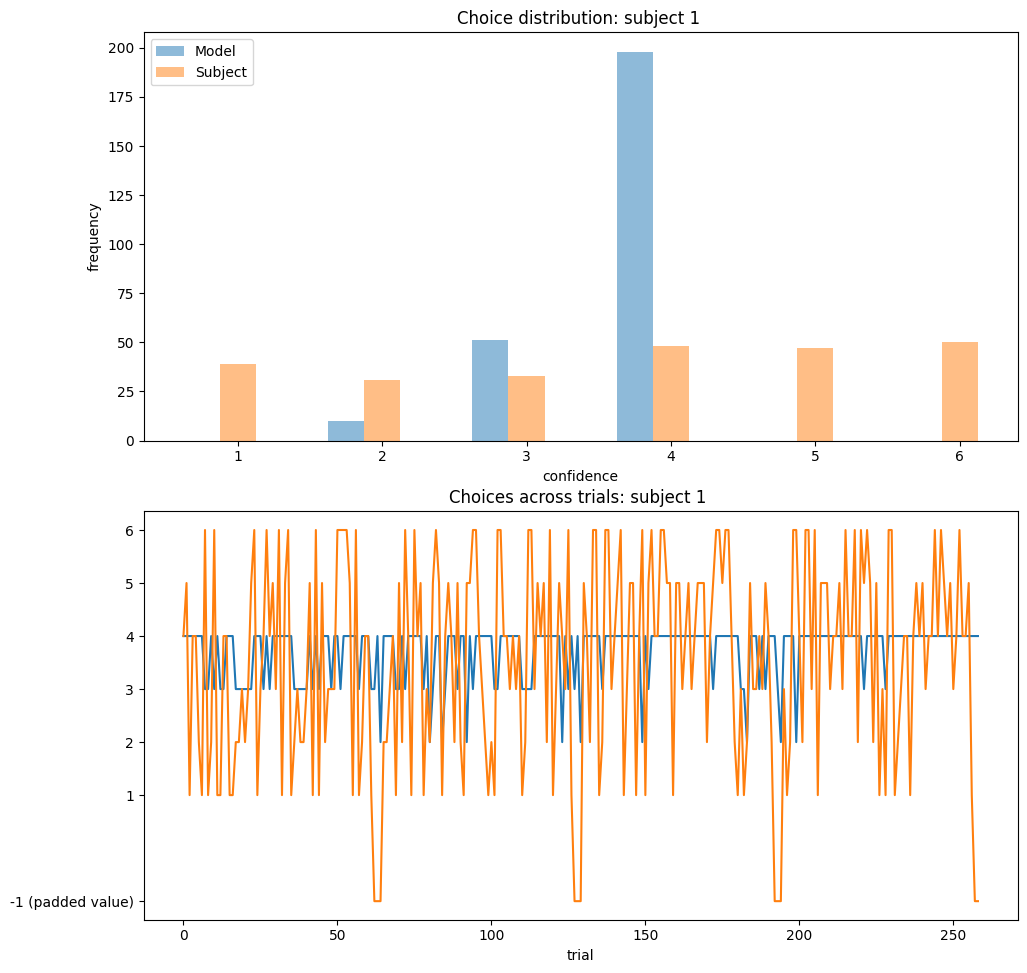 Choice distribution: subject 1
Model
Subject
200
175
150
125
100
75
50
25
0
frequency
1 2 3 4 5 6
confidence
Choices across trials: subject 1
6
5
4
3
2
1
-1 (padded value)
0 50 100 150 200 250
trial